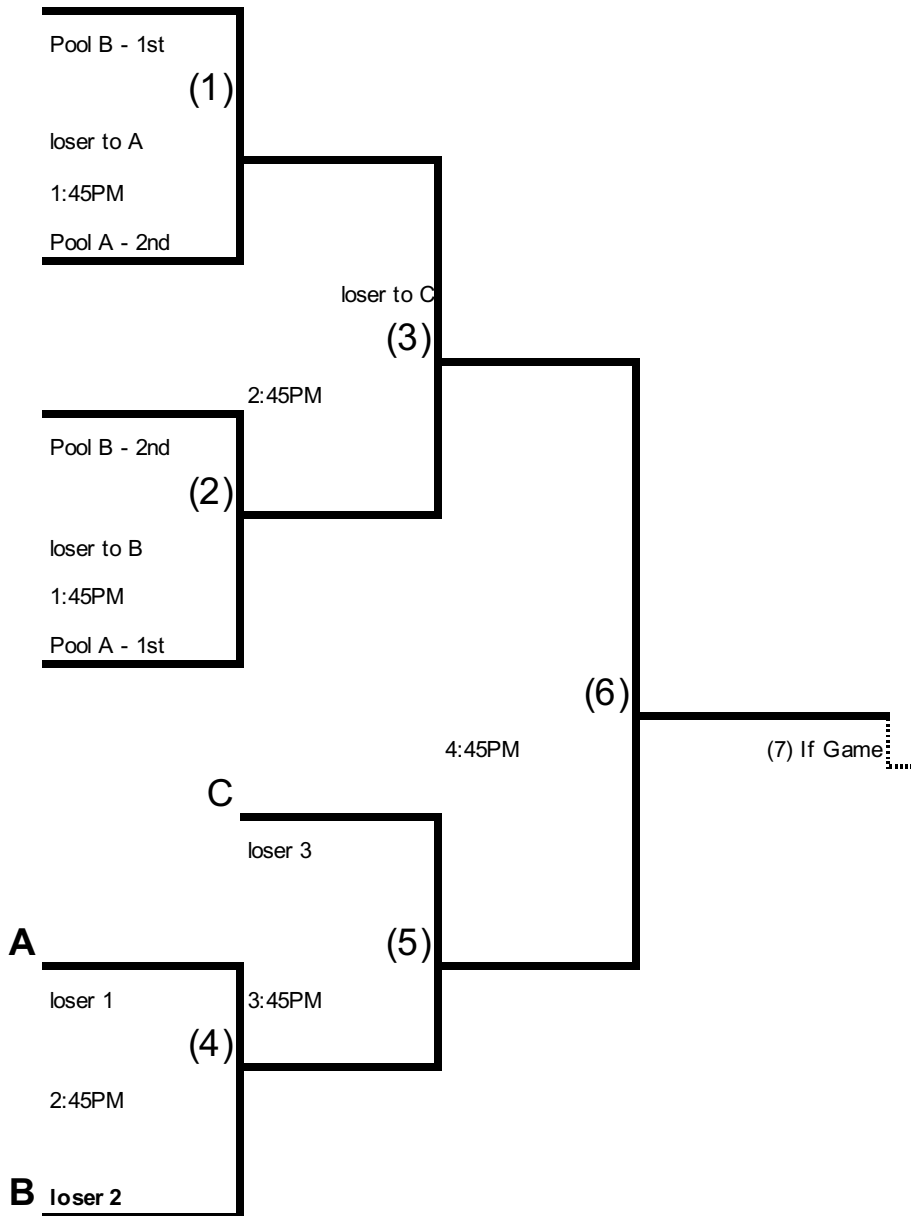 Pool B - 1st
(1)
loser to A
1:45PM
Pool A - 2nd
loser to C
(3)
2:45PM
Pool B - 2nd
(2)
loser to B
1:45PM
Pool A - 1st
(6)
4:45PM
(7) If Game
C
loser 3
A
(5)
loser 1
3:45PM
(4)
2:45PM
B loser 2